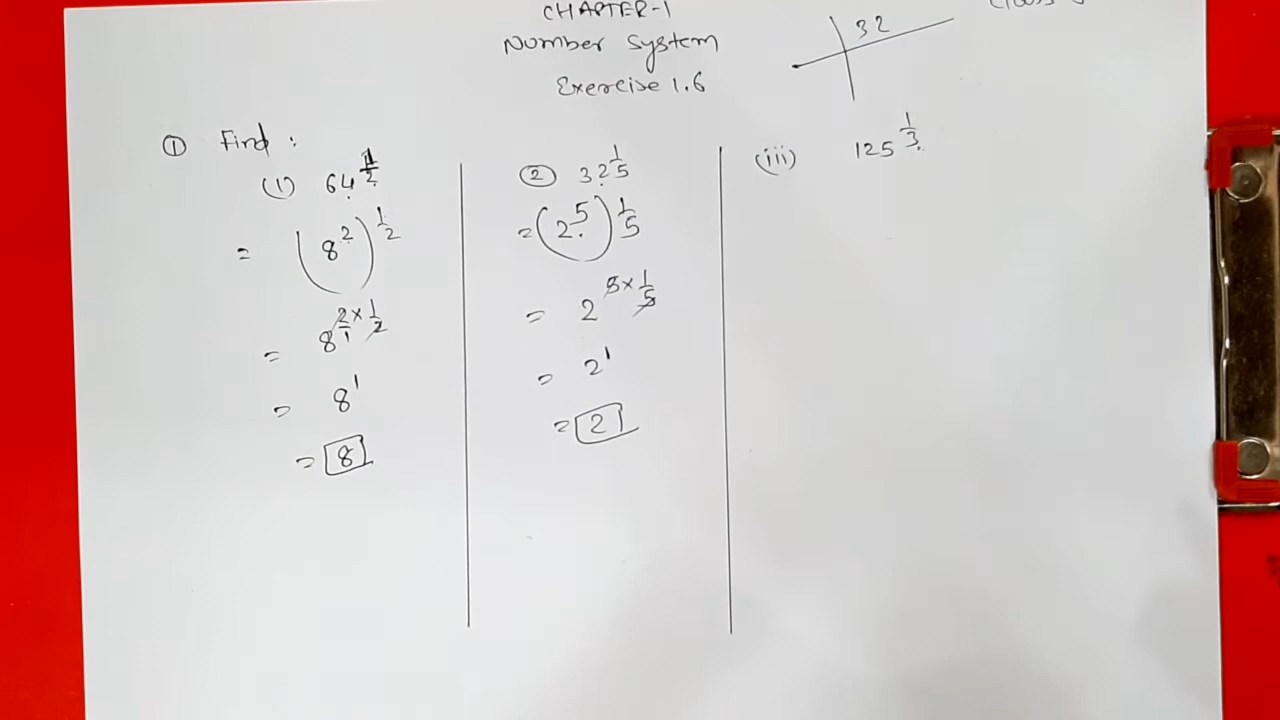 CHAPTER-1
Number System
Exercise 1.6
32
① Find :
(1) 64^{1/2}
= (8^2)^{1/2}
= 8^{2/1 × 1/2}
= 8^1
= 8
② 32^{1/5}
= (2^5)^{1/5}
= 2^{5 × 1/5}
= 2^1
= 2
(iii) 125^{1/3}